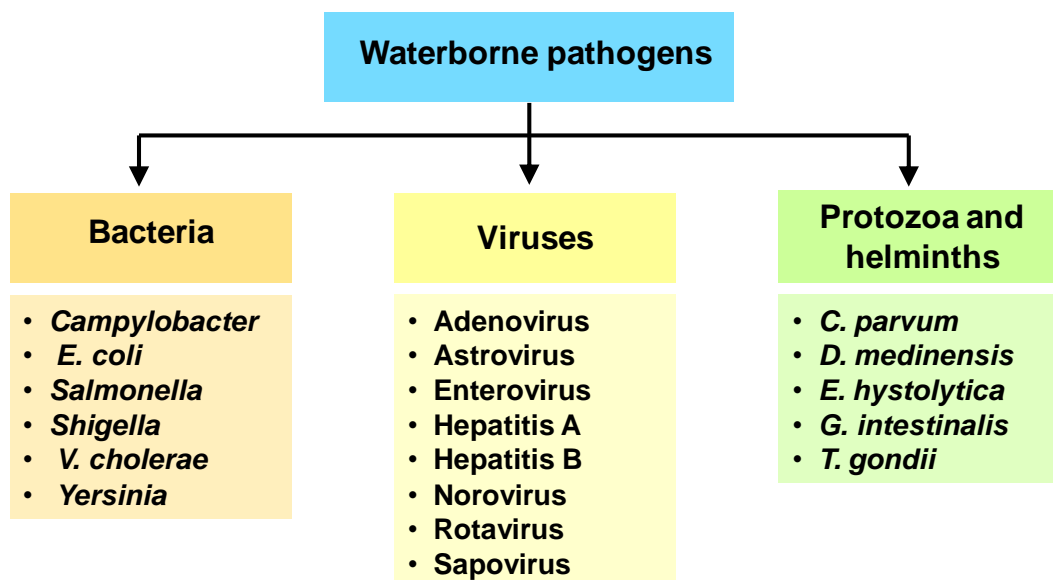 Waterborne pathogens
Bacteria
• Campylobacter
• E. coli
• Salmonella
• Shigella
• V. cholerae
• Yersinia
Viruses
• Adenovirus
• Astrovirus
• Enterovirus
• Hepatitis A
• Hepatitis B
• Norovirus
• Rotavirus
• Sapovirus
Protozoa and
helminths
• C. parvum
• D. medinensis
• E. hystolytica
• G. intestinalis
• T. gondii